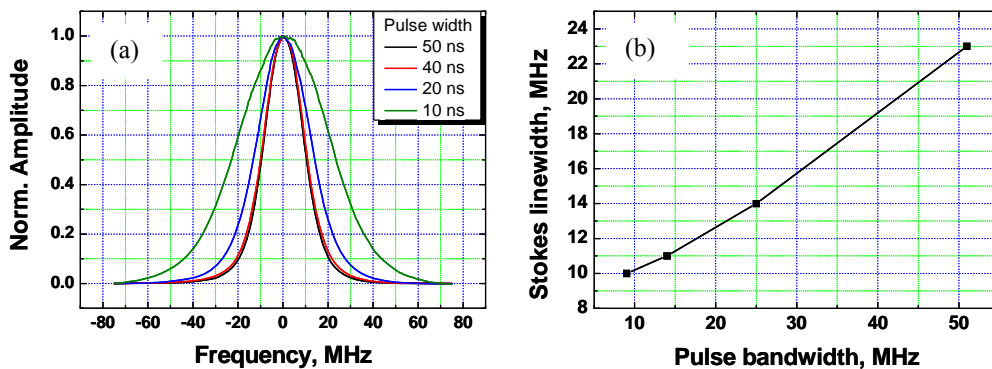 (a)
Pulse width
50 ns
40 ns
20 ns
10 ns
1.0
0.8
0.6
0.4
0.2
0.0
Norm. Amplitude
-80 -60 -40 -20 0 20 40 60 80
Frequency, MHz
(b)
24
22
20
18
16
14
12
10
8
Stokes linewidth, MHz
10 20 30 40 50
Pulse bandwidth, MHz